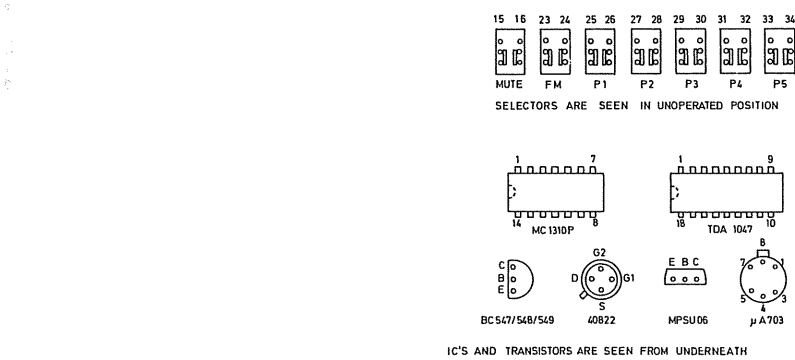 15 16 23 24 25 26 27 28 29 30 31 32 33 34
MUTE FM P1 P2 P3 P4 P5
SELECTORS ARE SEEN IN UNOPERATED POSITION
1 7 1 9
14 8 18 10
MC1310P TDA 1047
C B E
G2
D G1
S
E B C
8
7 1
5 3
4
BC547/548/549 40822 MPSU06 μA703
IC'S AND TRANSISTORS ARE SEEN FROM UNDERNEATH